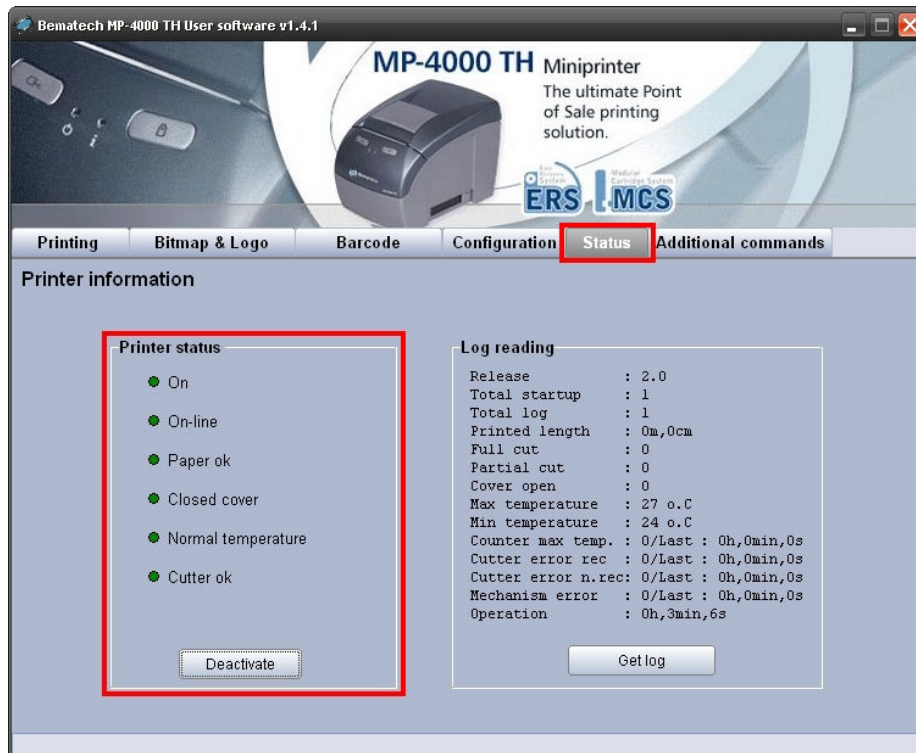 Bematech MP-4000 TH User software v1.4.1
MP-4000 TH Miniprinter
The ultimate Point
of Sale printing
solution.
ERS MCS
Printing Bitmap & Logo Barcode Configuration Status Additional commands
Printer information
Printer status
On
On-line
Paper ok
Closed cover
Normal temperature
Cutter ok
Deactivate
Log reading
Release : 2.0
Total startup : 1
Total log : 1
Printed length : 0m,0cm
Full cut : 0
Partial cut : 0
Cover open : 0
Max temperature : 27 o.C
Min temperature : 24 o.C
Counter max temp. : 0/Last : 0h,0min,0s
Cutter error rec : 0/Last : 0h,0min,0s
Cutter error n.rec: 0/Last : 0h,0min,0s
Mechanism error : 0/Last : 0h,0min,0s
Operation : 0h,3min,6s
Get log